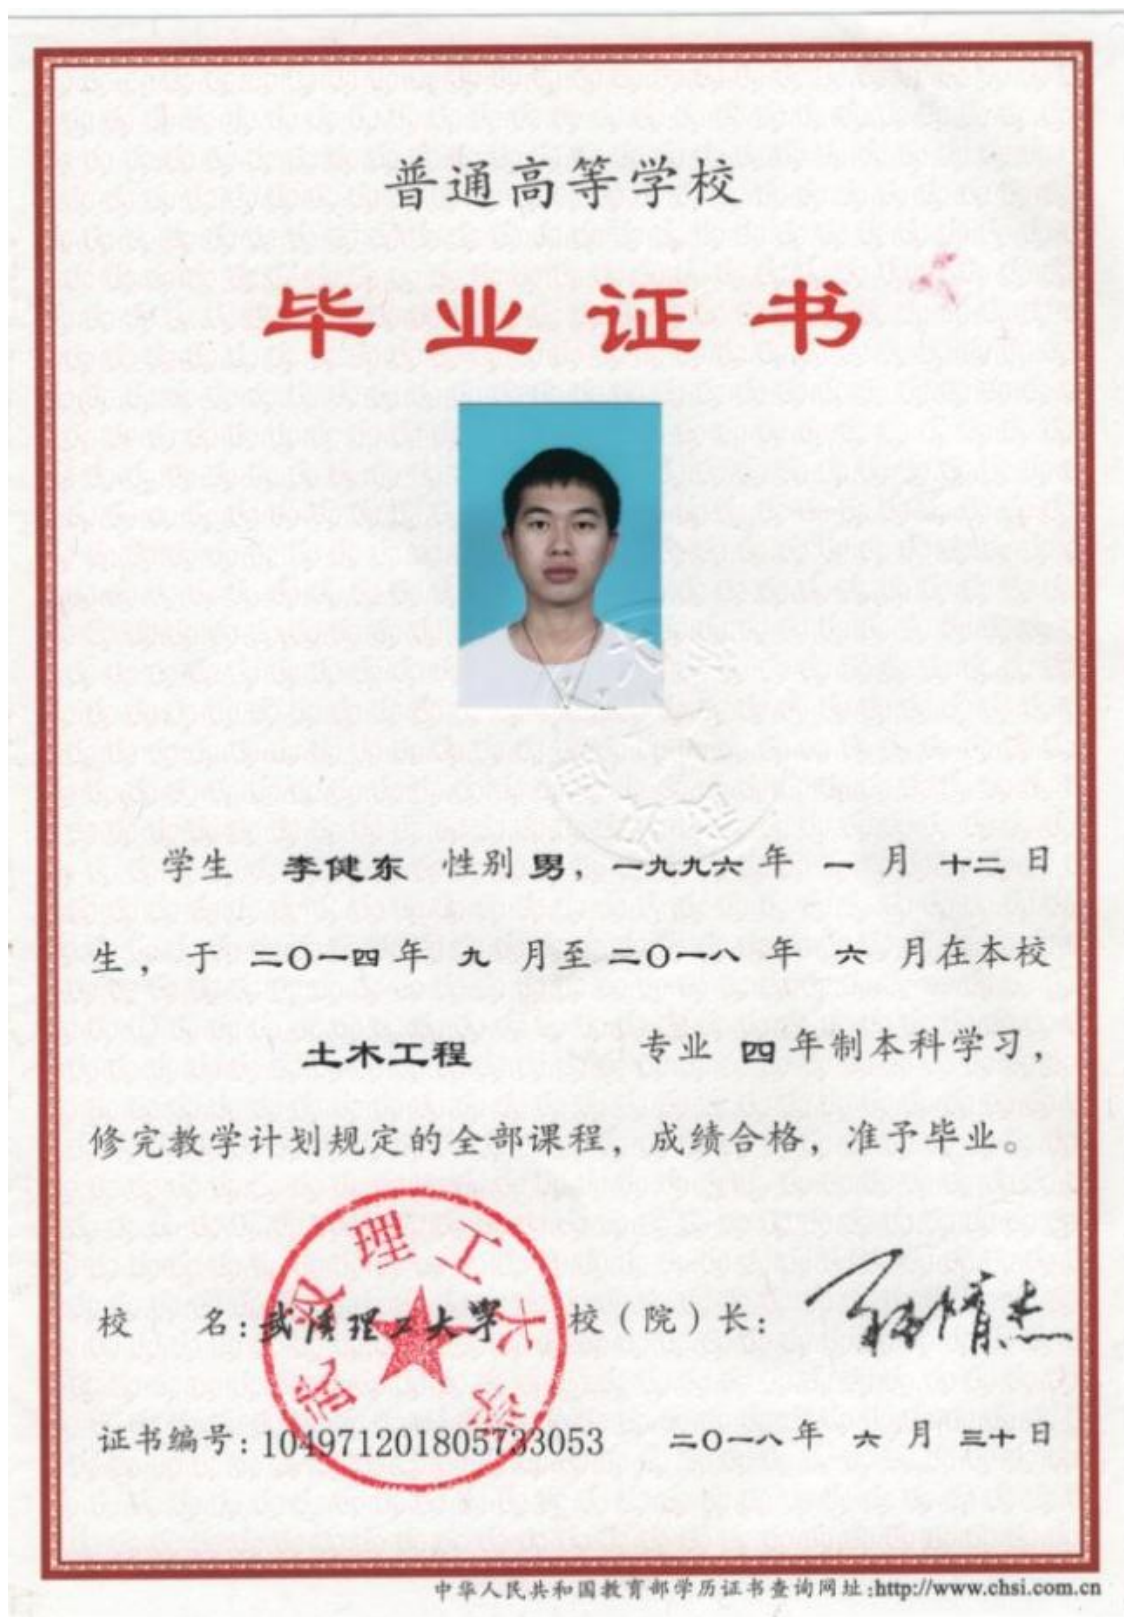 普通高等学校
毕业证书
学生 李健东 性别 男，一九九六 年 一 月 十二 日
生，于 二〇一四 年 九 月至 二〇一八 年 六 月在本校
土木工程 专业 四 年制本科学习，
修完教学计划规定的全部课程，成绩合格，准予毕业。
武汉理工大学
校 名：武漢理工大學 校（院）长：
证书编号：104971201805733053 二〇一八 年 六 月 三十 日
中华人民共和国教育部学历证书查询网址：http://www.chsi.com.cn